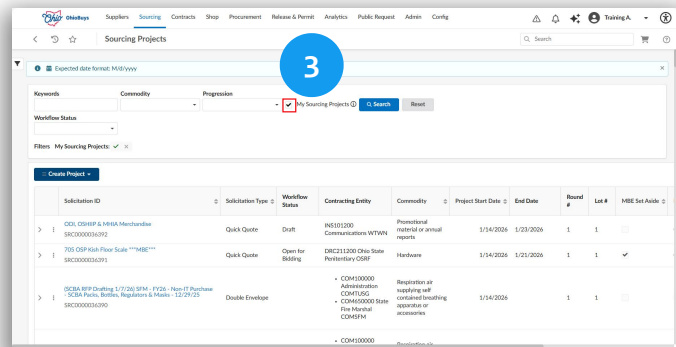 Ohio OhioBuys Suppliers Sourcing Contracts Shop Procurement Release & Permit Analytics Public Request Admin Config Training A.
Sourcing Projects Search
3
Expected date format: M/d/yyyy
Keywords Commodity Progression
My Sourcing Projects Search Reset
Workflow Status
Filters My Sourcing Projects:
Create Project
Solicitation ID Solicitation Type Workflow Status Contracting Entity Commodity Project Start Date End Date Round # Lot # MBE Set Aside
ODI, OSHIIP & MHIA Merchandise
SRC0000036392
Quick Quote Draft INS101200 Communications WTWN Promotional material or annual reports 1/14/2026 1/23/2026 1 1
705 OSP Kish Floor Scale ***MBE***
SRC0000036391
Quick Quote Open for Bidding DRC211200 Ohio State Penitentiary OSRF Hardware 1/14/2026 1/21/2026 1 1
(SCBA RFP Drafting 1/7/26) SFM - FY26 - Non-IT Purchase
- SCBA Packs, Bottles, Regulators & Masks - 12/29/25
SRC0000036390
Double Envelope
• COM100000 Administration COMTUSG
• COM650000 State Fire Marshal COMSFM
Respiration air supplying self contained breathing apparatus or accessories
1/14/2026 1 1
• COM100000
Respiration air